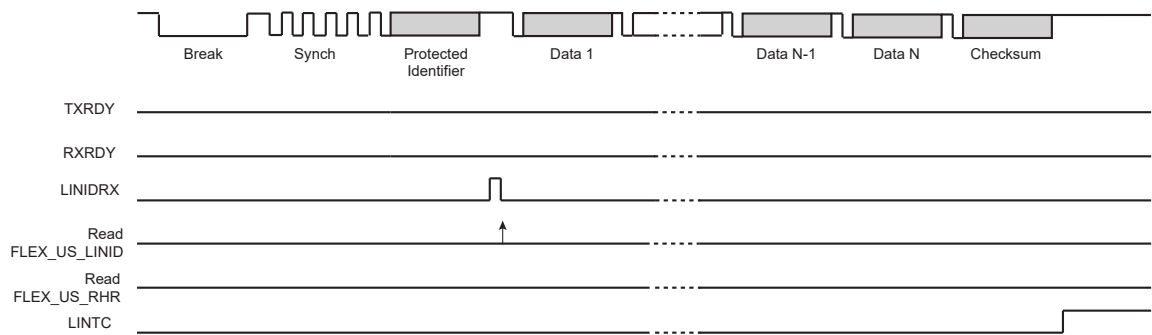 Break Synch Protected Data 1 Data N-1 Data N Checksum
Identifier
TXRDY
RXRDY
LINIDRX
Read
FLEX_US_LINID
Read
FLEX_US_RHR
LINTC